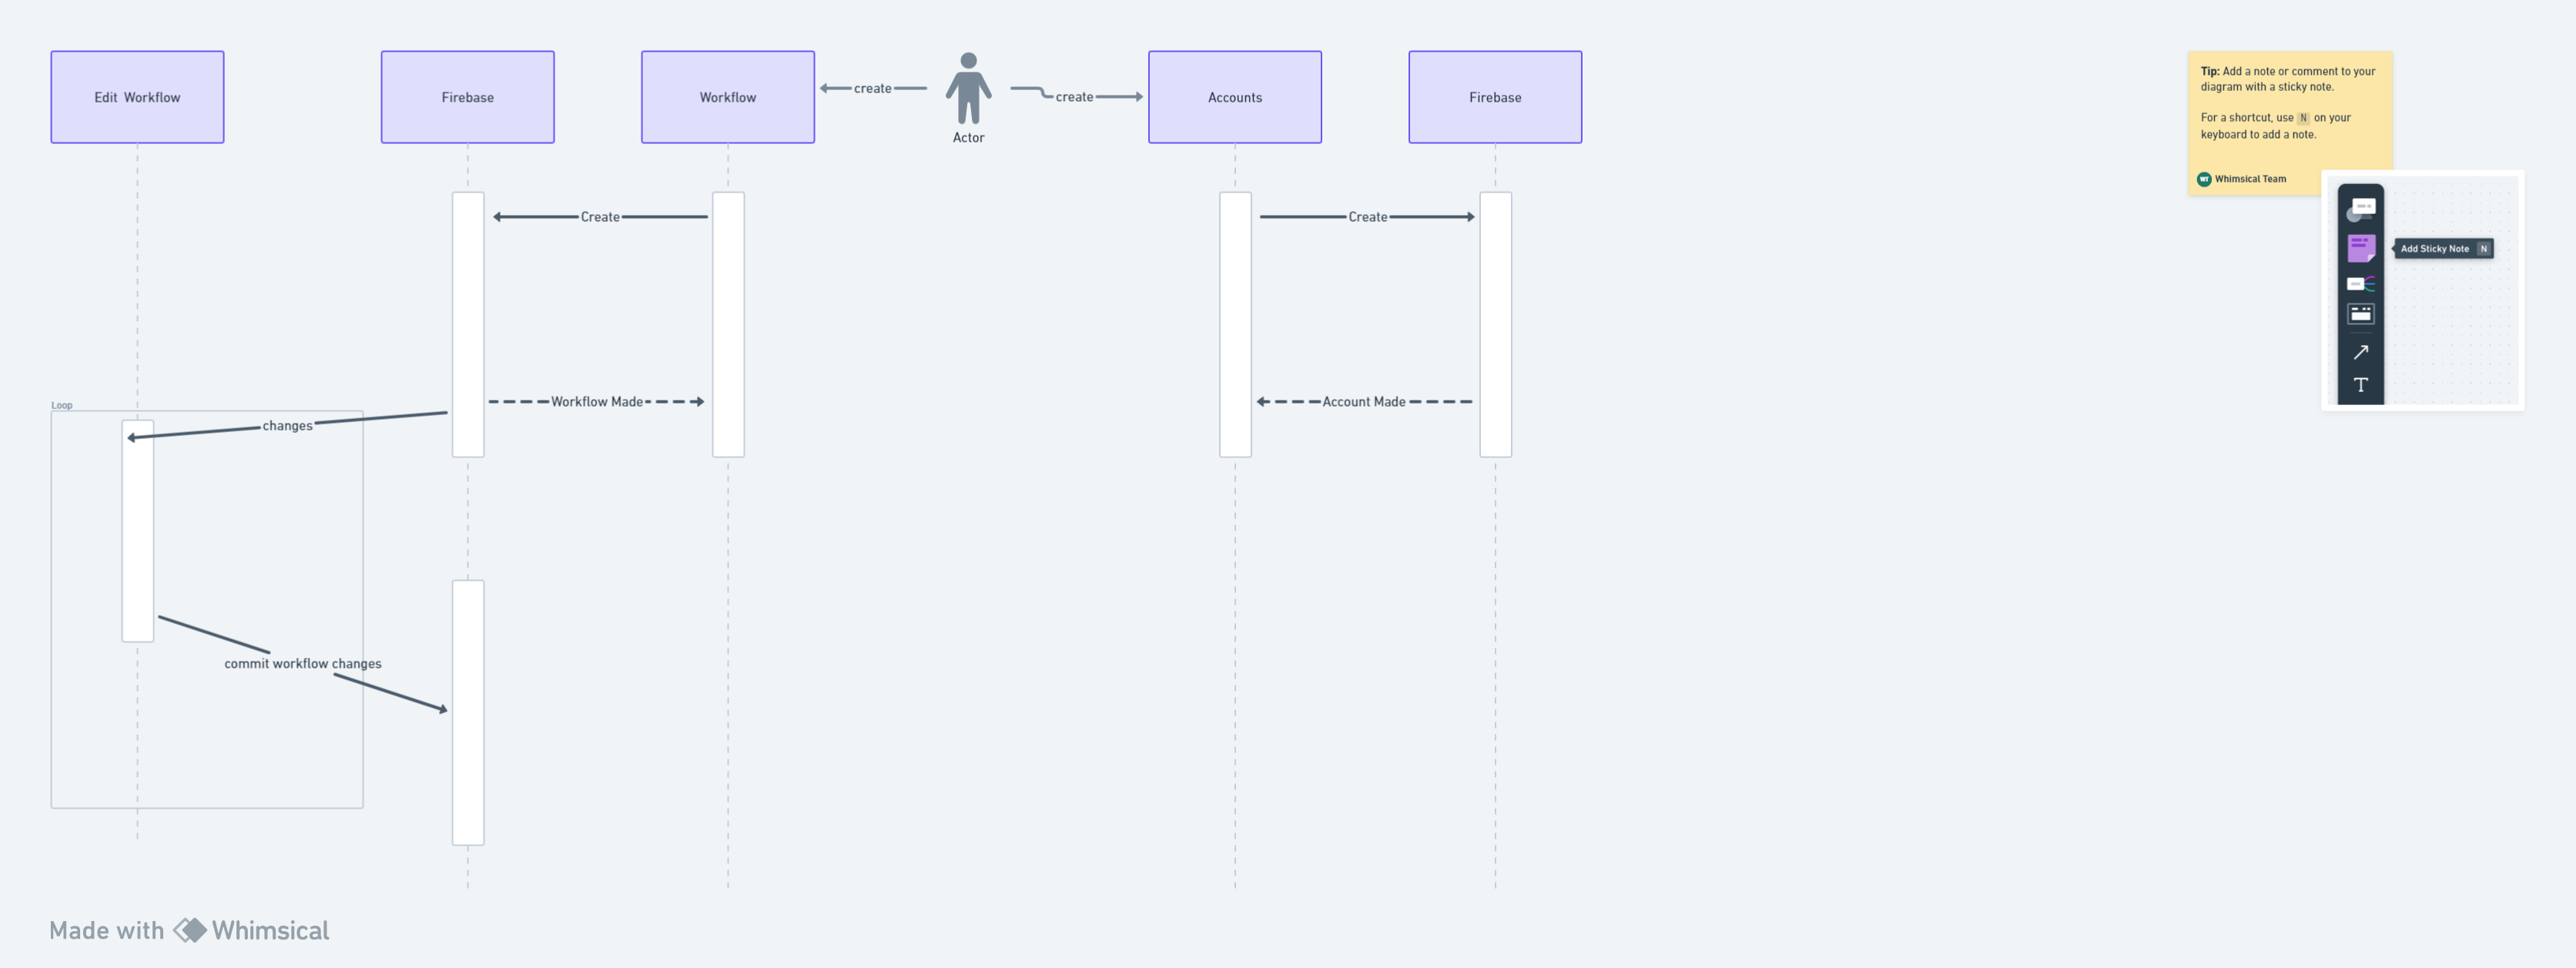 Edit Workflow
Firebase
Workflow
create
Actor
create
Accounts
Firebase
Tip: Add a note or comment to your
diagram with a sticky note.
For a shortcut, use N on your
keyboard to add a note.
WT Whimsical Team
Add Sticky Note N
T
Create
Create
Workflow Made
Account Made
Loop
changes
commit workflow changes
Made with Whimsical